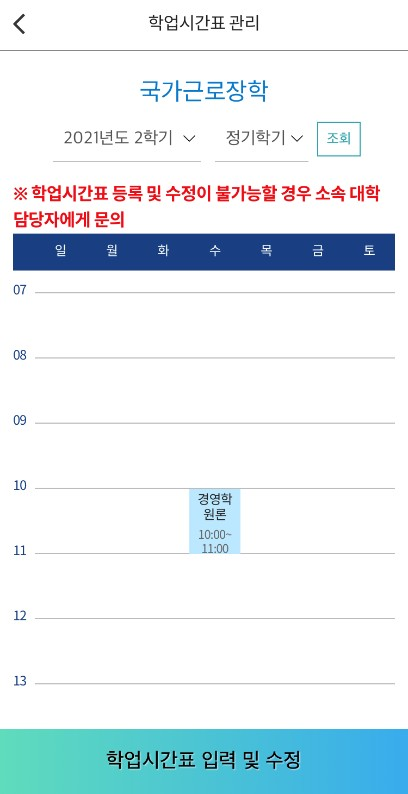 학업시간표 관리
국가근로장학
2021년도 2학기 정기학기 조회
※ 학업시간표 등록 및 수정이 불가능할 경우 소속 대학
담당자에게 문의
일 월 화 수 목 금 토
07
08
09
10
경영학
원론
10:00~
11:00
11
12
13
학업시간표 입력 및 수정